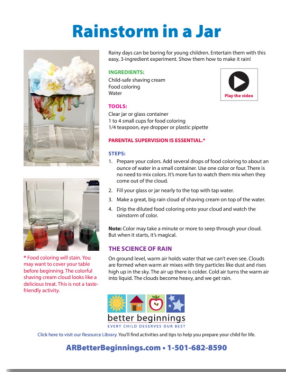 Rainstorm in a Jar
Rainy days can be boring for young children. Entertain them with this
easy, 3-ingredient experiment. Show them how to make it rain!
INGREDIENTS:
Child-safe shaving cream
Food coloring
Water
Play the video
TOOLS:
Clear jar or glass container
1 to 4 small cups for food coloring
1/4 teaspoon, eye dropper or plastic pipette
PARENTAL SUPERVISION IS ESSENTIAL.*
STEPS:
1. Prepare your colors. Add several drops of food coloring to about an
ounce of water in a small container. Use one color or four. There is
no need to mix colors. It's more fun to watch them mix when they
come out of the cloud.
2. Fill your glass or jar nearly to the top with tap water.
3. Make a great, big rain cloud of shaving cream on top of the water.
4. Drip the diluted food coloring onto your cloud and watch the
rainstorm of color.
Note: Color may take a minute or more to seep through your cloud.
But when it starts, it's magical.
* Food coloring will stain. You
may want to cover your table
before beginning. The colorful
shaving cream cloud looks like a
delicious treat. This is not a taste-
friendly activity.
THE SCIENCE OF RAIN
On ground level, warm air holds water that we can't even see. Clouds
are formed when warm air mixes with tiny particles like dust and rises
high up in the sky. The air up there is colder. Cold air turns the warm air
into liquid. The clouds become heavy, and we get rain.
better beginnings
EVERY CHILD DESERVES OUR BEST
Click here to visit our Resource Library. You'll find activities and tips to help you prepare your child for life.
ARBetterBeginnings.com • 1-501-682-8590